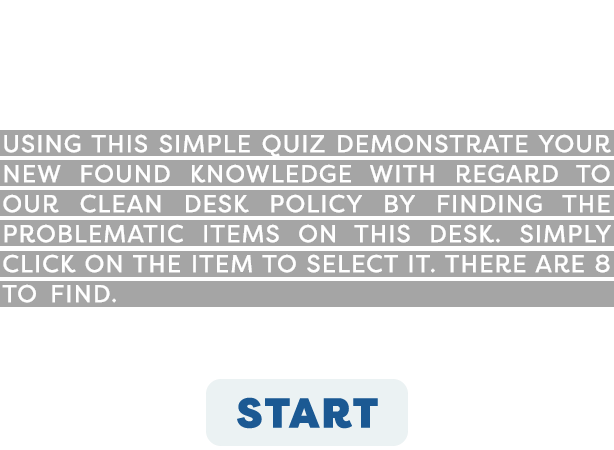 USING THIS SIMPLE QUIZ DEMONSTRATE YOUR
NEW FOUND KNOWLEDGE WITH REGARD TO
OUR CLEAN DESK POLICY BY FINDING THE
PROBLEMATIC ITEMS ON THIS DESK. SIMPLY
CLICK ON THE ITEM TO SELECT IT. THERE ARE 8
TO FIND.
START